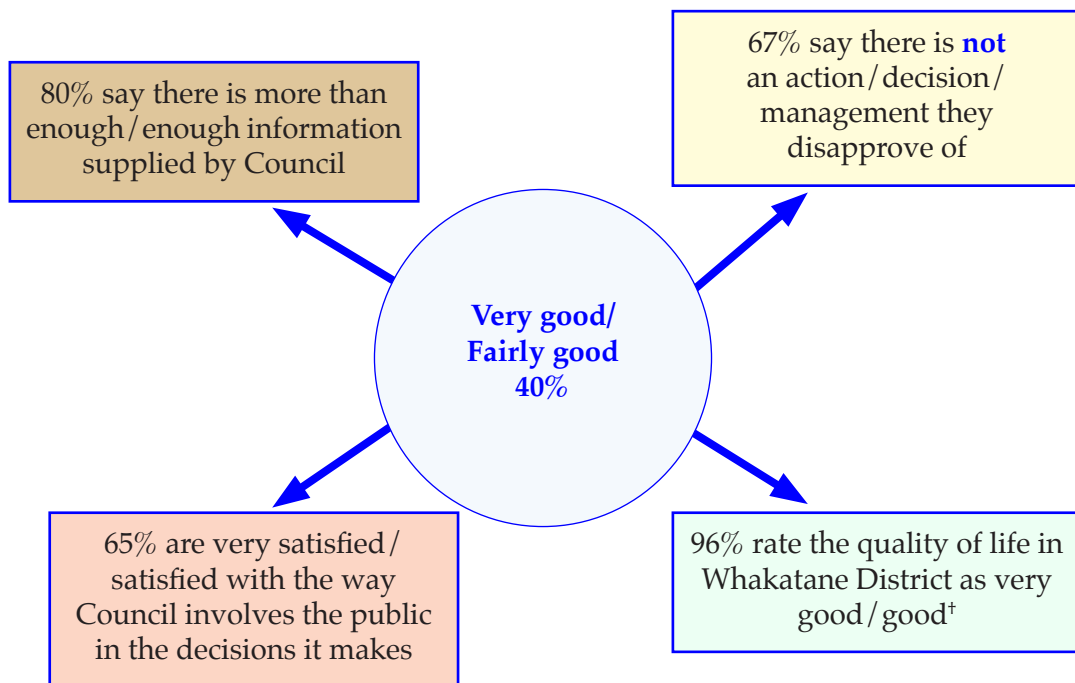 80% say there is more than
enough/enough information
supplied by Council
67% say there is not
an action/decision/
management they
disapprove of
Very good/
Fairly good
40%
65% are very satisfied/
satisfied with the way
Council involves the public
in the decisions it makes
96% rate the quality of life in
Whakatane District as very
good/good†